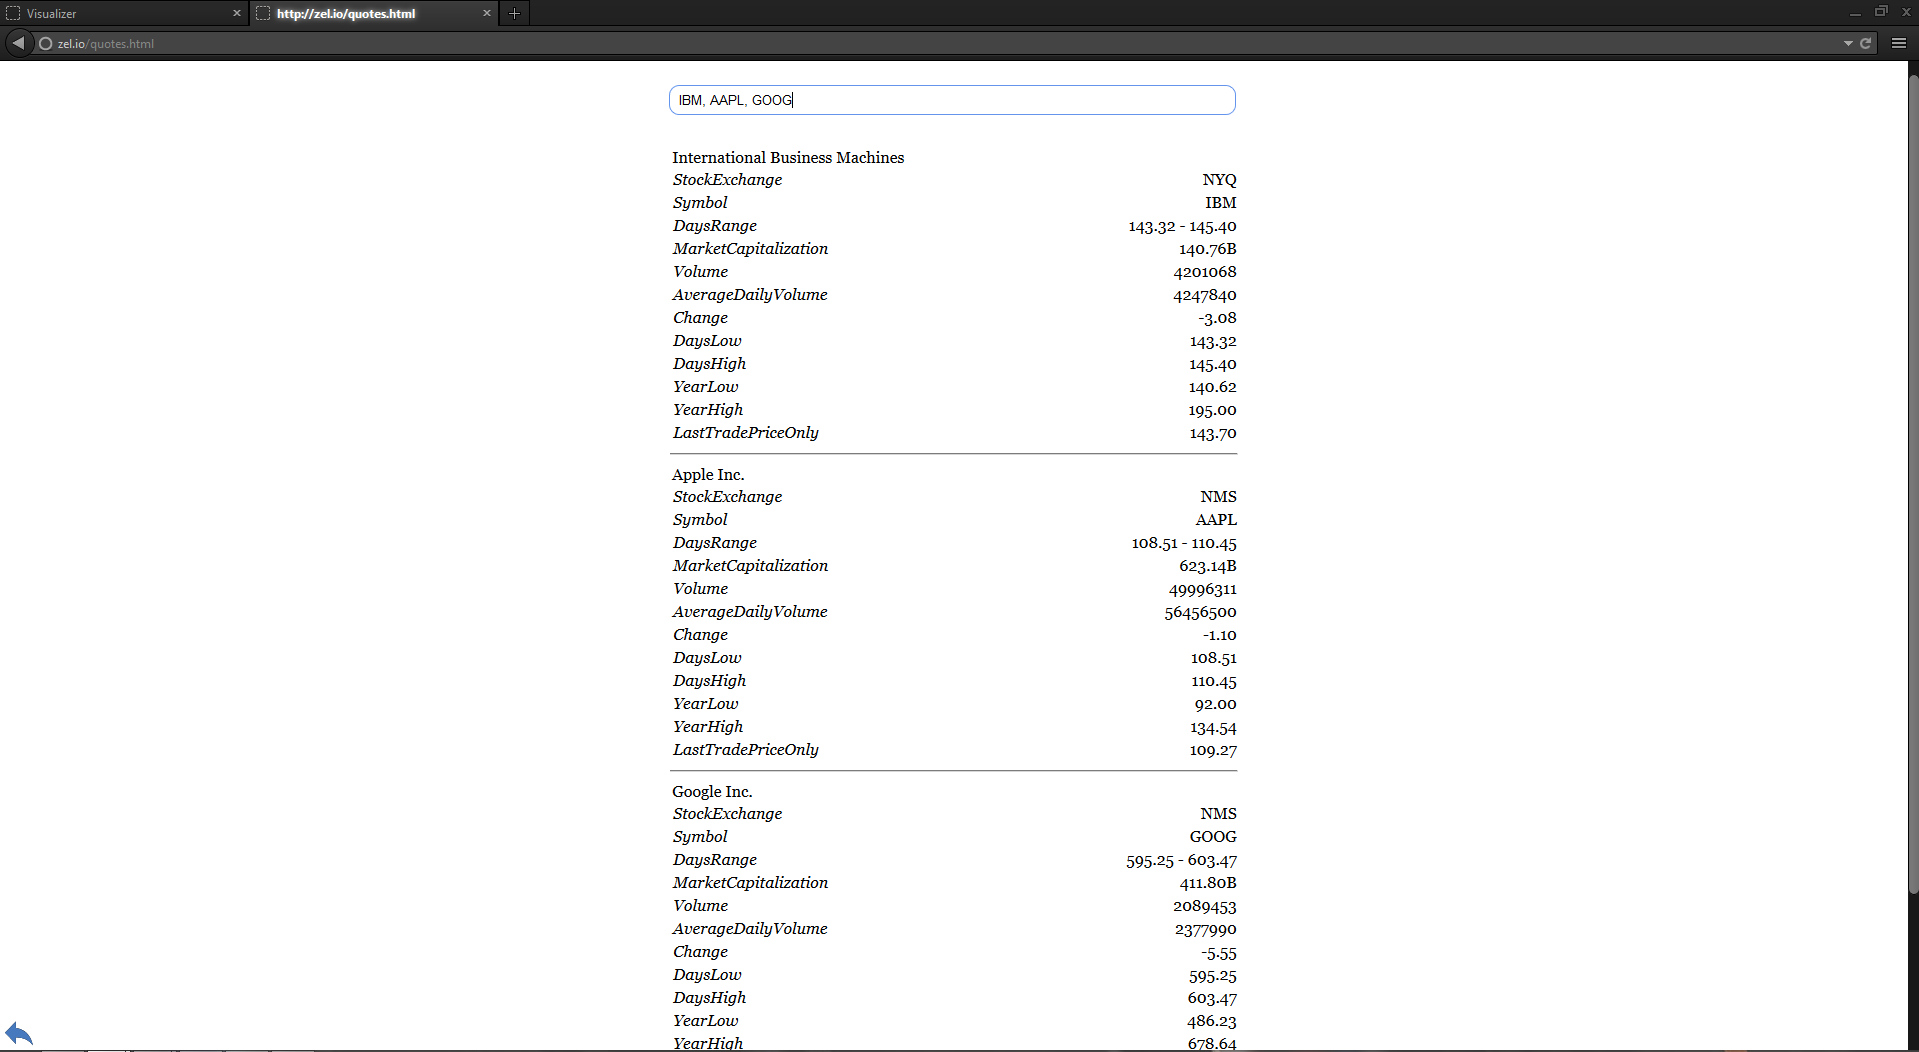 Visualizer
http://zel.io/quotes.html
zel.io/quotes.html
IBM, AAPL, GOOG
International Business Machines
StockExchange NYQ
Symbol IBM
DaysRange 143.32 - 145.40
MarketCapitalization 140.76B
Volume 4201068
AverageDailyVolume 4247840
Change -3.08
DaysLow 143.32
DaysHigh 145.40
YearLow 140.62
YearHigh 195.00
LastTradePriceOnly 143.70
Apple Inc.
StockExchange NMS
Symbol AAPL
DaysRange 108.51 - 110.45
MarketCapitalization 623.14B
Volume 49996311
AverageDailyVolume 56456500
Change -1.10
DaysLow 108.51
DaysHigh 110.45
YearLow 92.00
YearHigh 134.54
LastTradePriceOnly 109.27
Google Inc.
StockExchange NMS
Symbol GOOG
DaysRange 595.25 - 603.47
MarketCapitalization 411.80B
Volume 2089453
AverageDailyVolume 2377990
Change -5.55
DaysLow 595.25
DaysHigh 603.47
YearLow 486.23
YearHigh 678.64